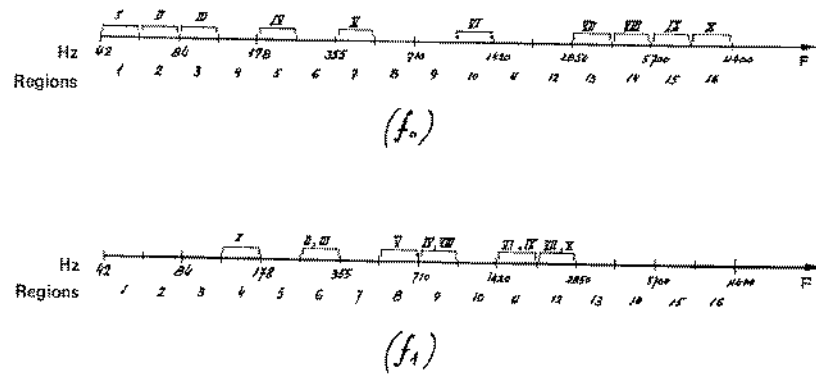 I II III IV V VI VII VIII IX X
Hz 42 84 178 355 710 1420 2850 5700 11400 F
Regions 1 2 3 4 5 6 7 8 9 10 11 12 13 14 15 16
(f₀)
I II, III V IV, VIII VI, IX VII, X
Hz 42 84 178 355 710 1420 2850 5700 11400 F
Regions 1 2 3 4 5 6 7 8 9 10 11 12 13 10 15 16
(f₁)